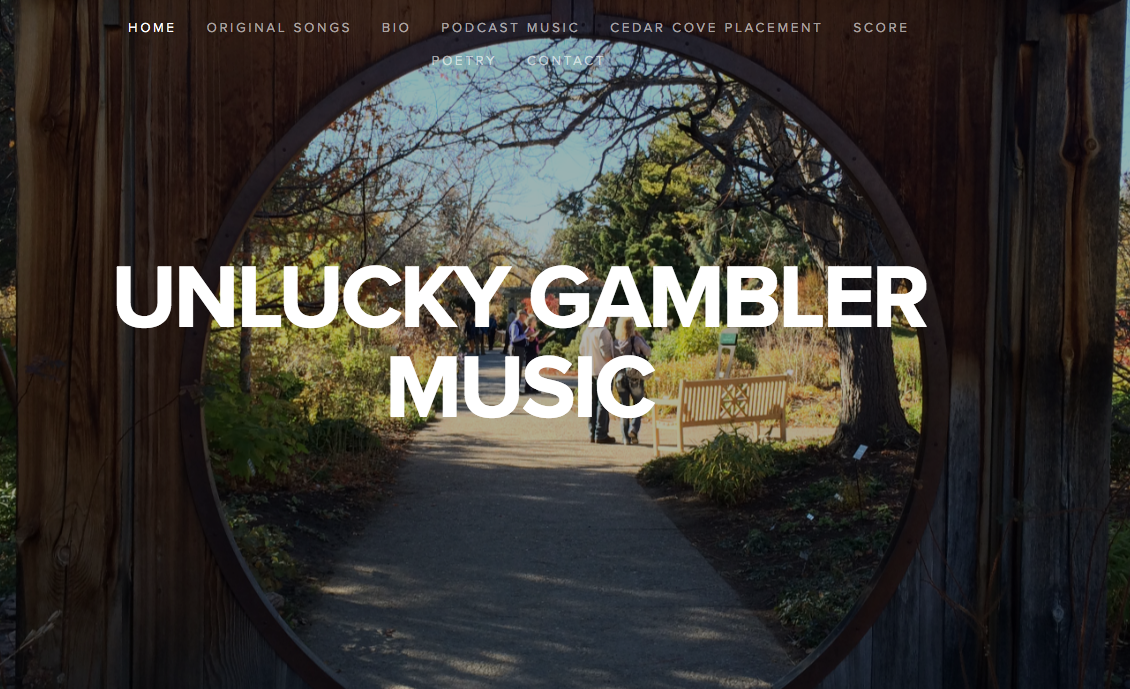 HOME ORIGINAL SONGS BIO PODCAST MUSIC CEDAR COVE PLACEMENT SCORE
POETRY CONTACT
UNLUCKY GAMBLER
MUSIC